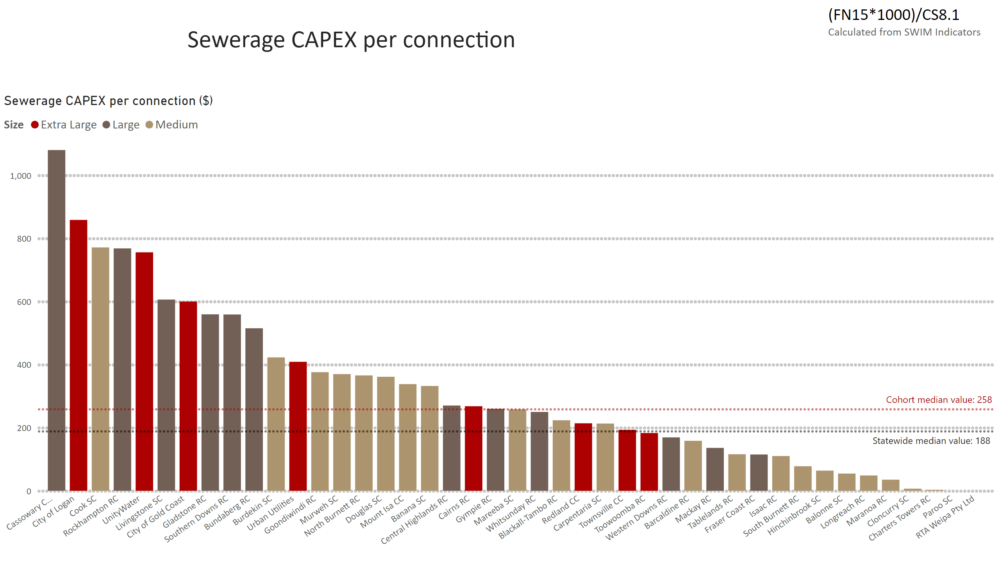 (FN15*1000)/CS8.1
Calculated from SWIM Indicators
Sewerage CAPEX per connection
Sewerage CAPEX per connection ($)
Size Extra Large Large Medium
1,000
800
600
400
Cohort median value: 258
200
Statewide median value: 188
0
Cassowary C...
City of Logan
Cook SC
Rockhampton RC
UnityWater
Livingstone SC
City of Gold Coast
Gladstone RC
Southern Downs RC
Bundaberg RC
Burdekin SC
Urban Utilities
Goondiwindi RC
Murweh SC
North Burnett RC
Douglas SC
Mount Isa CC
Banana SC
Central Highlands RC
Cairns RC
Gympie RC
Mareeba SC
Whitsunday RC
Blackall-Tambo RC
Redland CC
Carpentaria SC
Townsville CC
Toowoomba RC
Western Downs RC
Barcaldine RC
Mackay RC
Tablelands RC
Fraser Coast RC
Isaac RC
South Burnett RC
Hinchinbrook SC
Balonne SC
Longreach RC
Maranoa RC
Cloncurry SC
Charters Towers RC
Paroo SC
RTA Weipa Pty Ltd